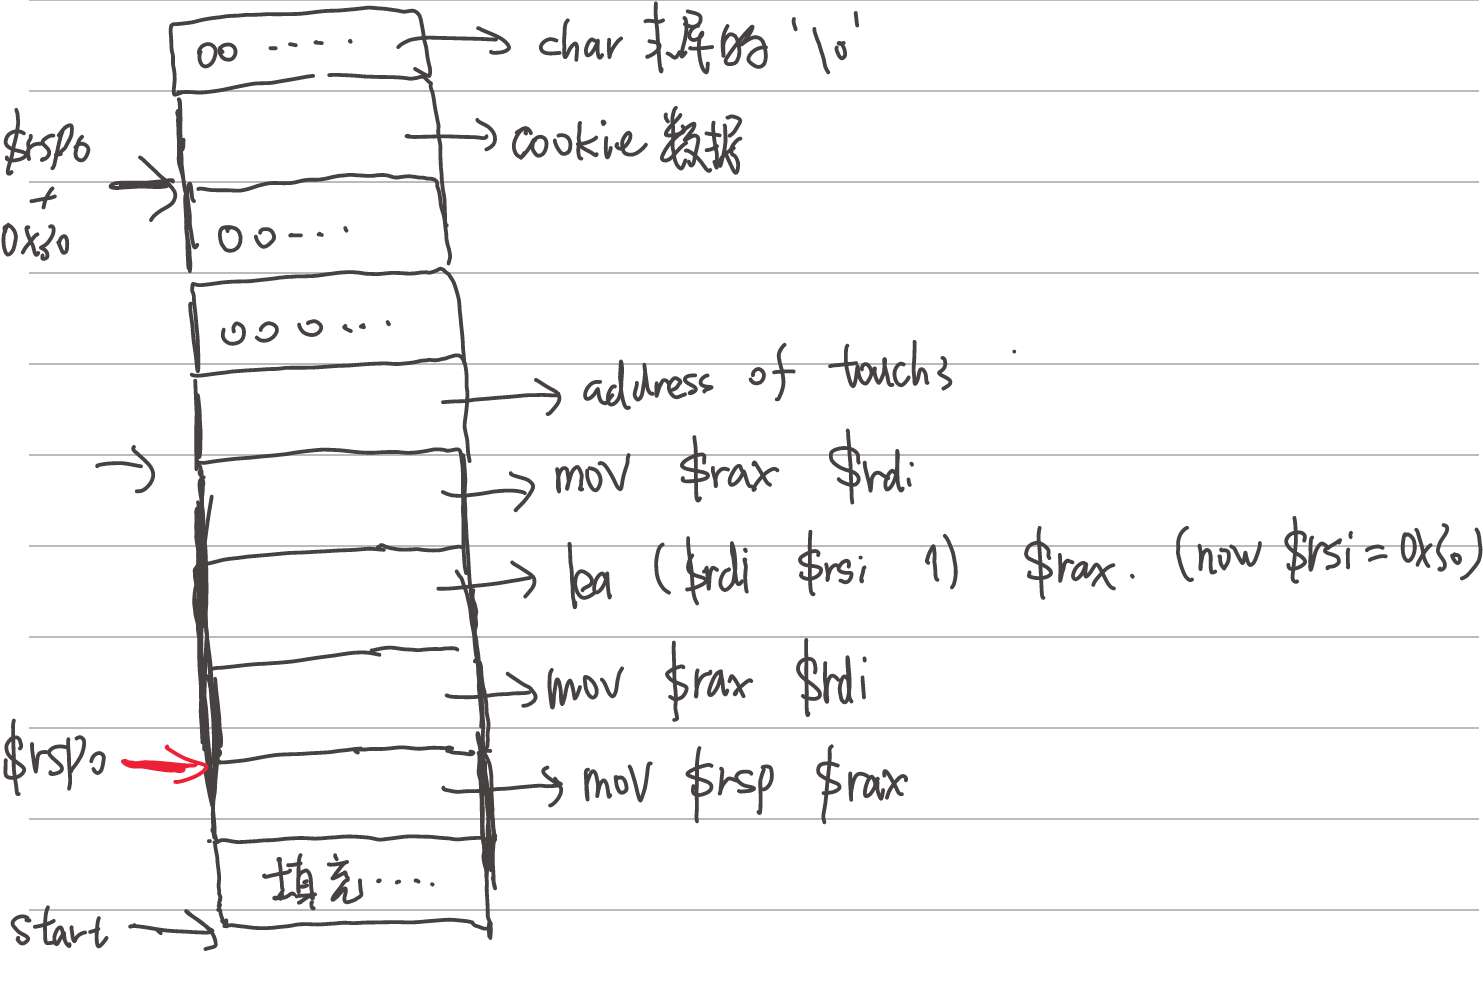 00 ····
char 末尾的 '\0'
cookie 数据
$rsp0
+
0x30
00 ···
000 ···
address of touch3
mov $rax $rdi
lea ($rdi $rsi 1) $rax. (now $rsi = 0x30)
mov $rax $rdi
$rsp0
mov $rsp $rax
填充 ····
start